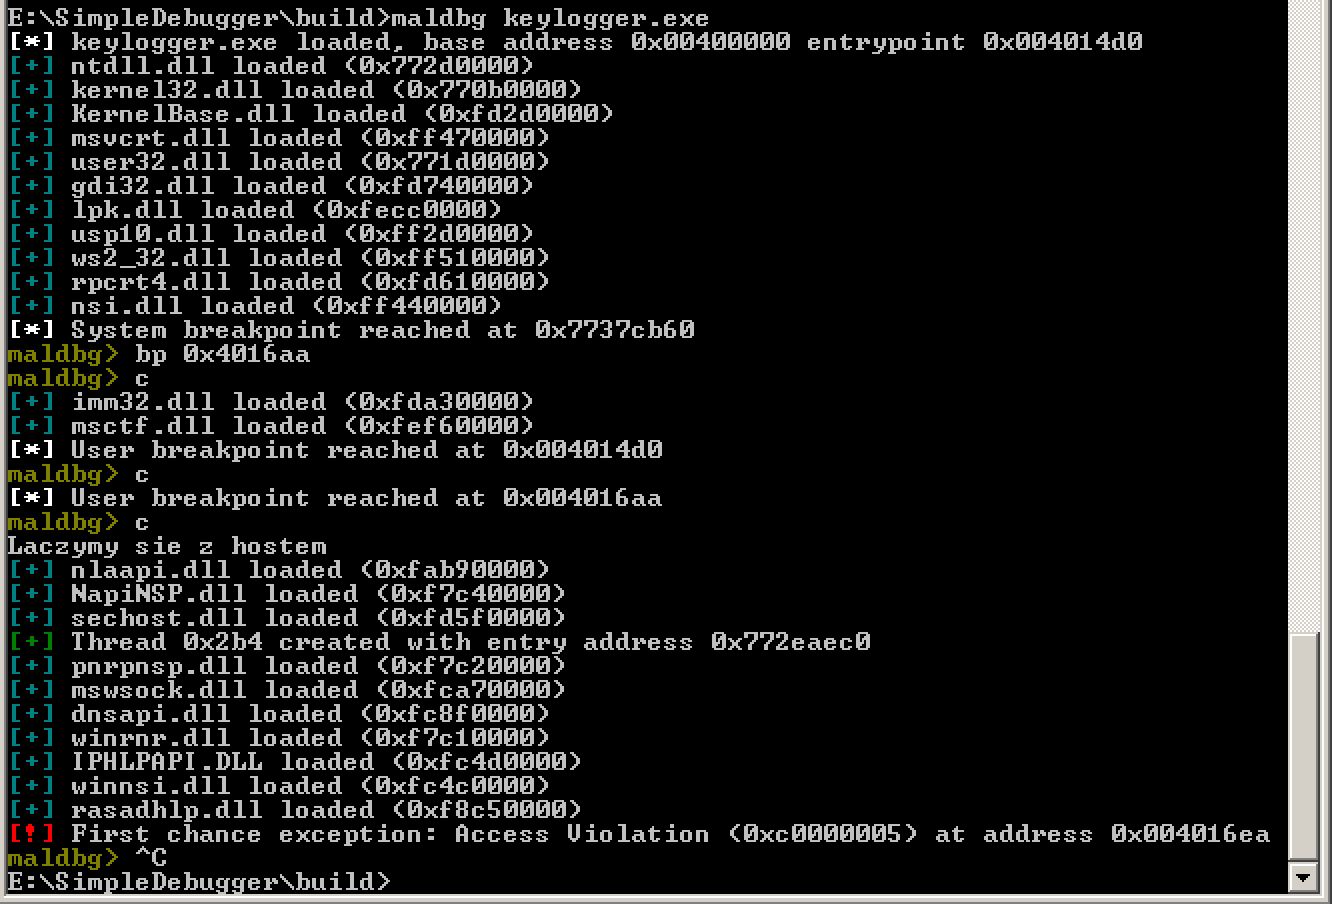 E:\SimpleDebugger\build>maldbg keylogger.exe
[*] keylogger.exe loaded, base address 0x00400000 entrypoint 0x004014d0
[+] ntdll.dll loaded (0x772d0000)
[+] kernel32.dll loaded (0x770b0000)
[+] KernelBase.dll loaded (0xfd2d0000)
[+] msvcrt.dll loaded (0xff470000)
[+] user32.dll loaded (0x771d0000)
[+] gdi32.dll loaded (0xfd740000)
[+] lpk.dll loaded (0xfecc0000)
[+] usp10.dll loaded (0xff2d0000)
[+] ws2_32.dll loaded (0xff510000)
[+] rpcrt4.dll loaded (0xfd610000)
[+] nsi.dll loaded (0xff440000)
[*] System breakpoint reached at 0x7737cb60
maldbg> bp 0x4016aa
maldbg> c
[+] imm32.dll loaded (0xfda30000)
[+] msctf.dll loaded (0xfef60000)
[*] User breakpoint reached at 0x004014d0
maldbg> c
[*] User breakpoint reached at 0x004016aa
maldbg> c
Laczymy sie z hostem
[+] nlaapi.dll loaded (0xfab90000)
[+] NapiNSP.dll loaded (0xf7c40000)
[+] sechost.dll loaded (0xfd5f0000)
[+] Thread 0x2b4 created with entry address 0x772eaec0
[+] pnrpnsp.dll loaded (0xf7c20000)
[+] mswsock.dll loaded (0xfca70000)
[+] dnsapi.dll loaded (0xfc8f0000)
[+] winrnr.dll loaded (0xf7c10000)
[+] IPHLPAPI.DLL loaded (0xfc4d0000)
[+] winnsi.dll loaded (0xfc4c0000)
[+] rasadhlp.dll loaded (0xf8c50000)
[!] First chance exception: Access Violation (0xc0000005) at address 0x004016ea
maldbg> ^C
E:\SimpleDebugger\build>